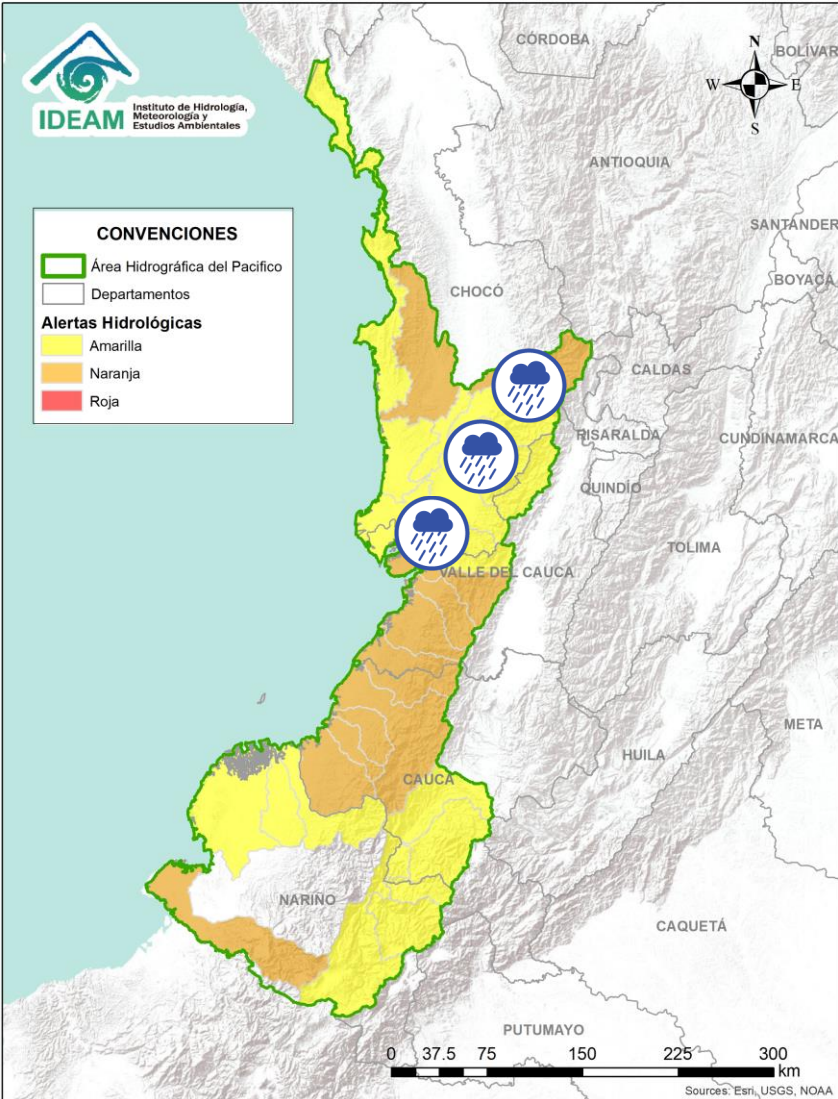 IDEAM
Instituto de Hidrología,
Meteorología y
Estudios Ambientales
CÓRDOBA
BOLÍVAR
N
W
E
S
ANTIOQUIA
SANTANDER
BOYACÁ
CONVENCIONES
Área Hidrográfica del Pacifico
Departamentos
Alertas Hidrológicas
Amarilla
Naranja
Roja
CHOCÓ
CALDAS
RISARALDA
CUNDINAMARCA
QUINDÍO
TOLIMA
VALLE DEL CAUCA
META
HUILA
CAUCA
NARIÑO
CAQUETÁ
PUTUMAYO
0 37.5 75 150 225 300
km
Sources: Esri, USGS, NOAA